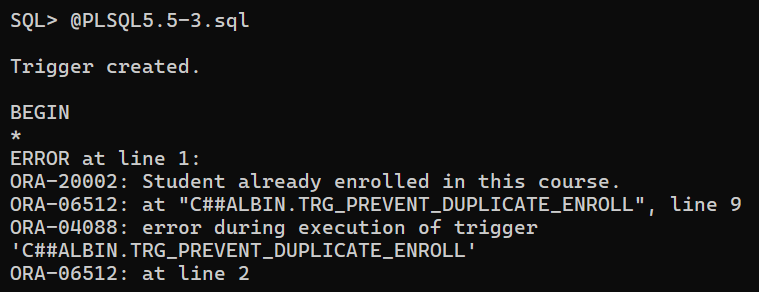 SQL> @PLSQL5.5-3.sql
Trigger created.
BEGIN
*
ERROR at line 1:
ORA-20002: Student already enrolled in this course.
ORA-06512: at "C##ALBIN.TRG_PREVENT_DUPLICATE_ENROLL", line 9
ORA-04088: error during execution of trigger
'C##ALBIN.TRG_PREVENT_DUPLICATE_ENROLL'
ORA-06512: at line 2